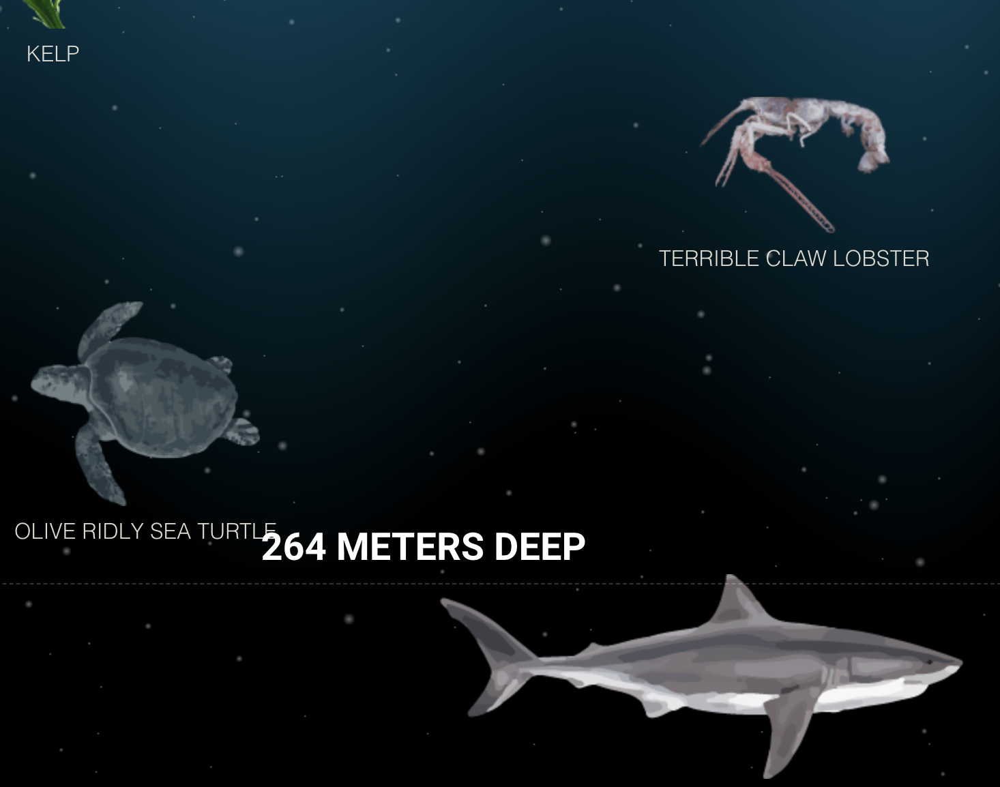 KELP
TERRIBLE CLAW LOBSTER
OLIVE RIDLY SEA TURTLE
264 METERS DEEP